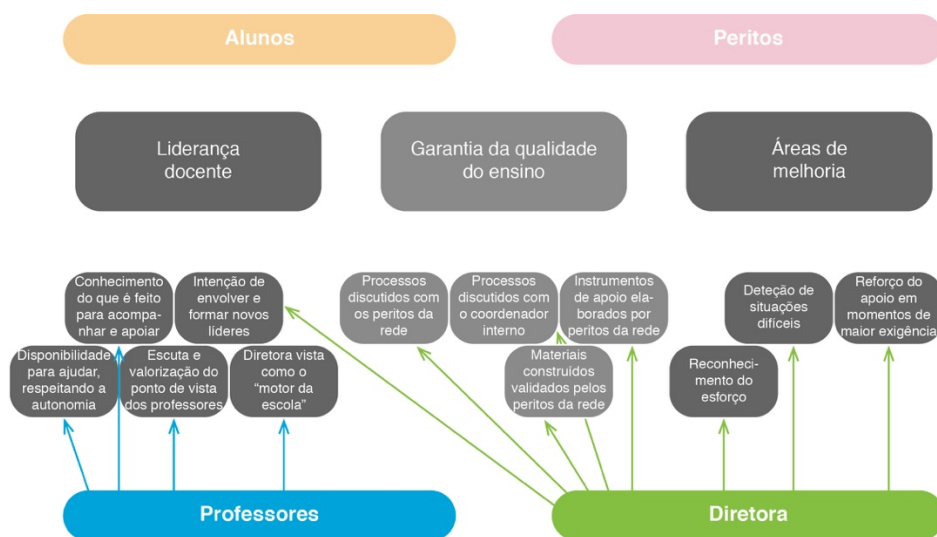 Alunos
Peritos
Liderança
docente
Garantia da qualidade
do ensino
Áreas de
melhoria
Conhecimento
do que é feito
para acompa-
nhar e apoiar
Intenção de
envolver e
formar novos
líderes
Processos
discutidos com
os peritos da
rede
Processos
discutidos com
o coordenador
interno
Instrumentos
de apoio ela-
borados por
peritos da rede
Deteção de
situações
difíceis
Reforço do
apoio em
momentos de
maior exigência
Disponibilidade
para ajudar,
respeitando a
autonomia
Escuta e
valorização do
ponto de vista
dos professores
Diretora vista
como o
“motor da
escola”
Materiais
construídos
validados pelos
peritos da rede
Reconheci-
mento do
esforço
Professores
Diretora